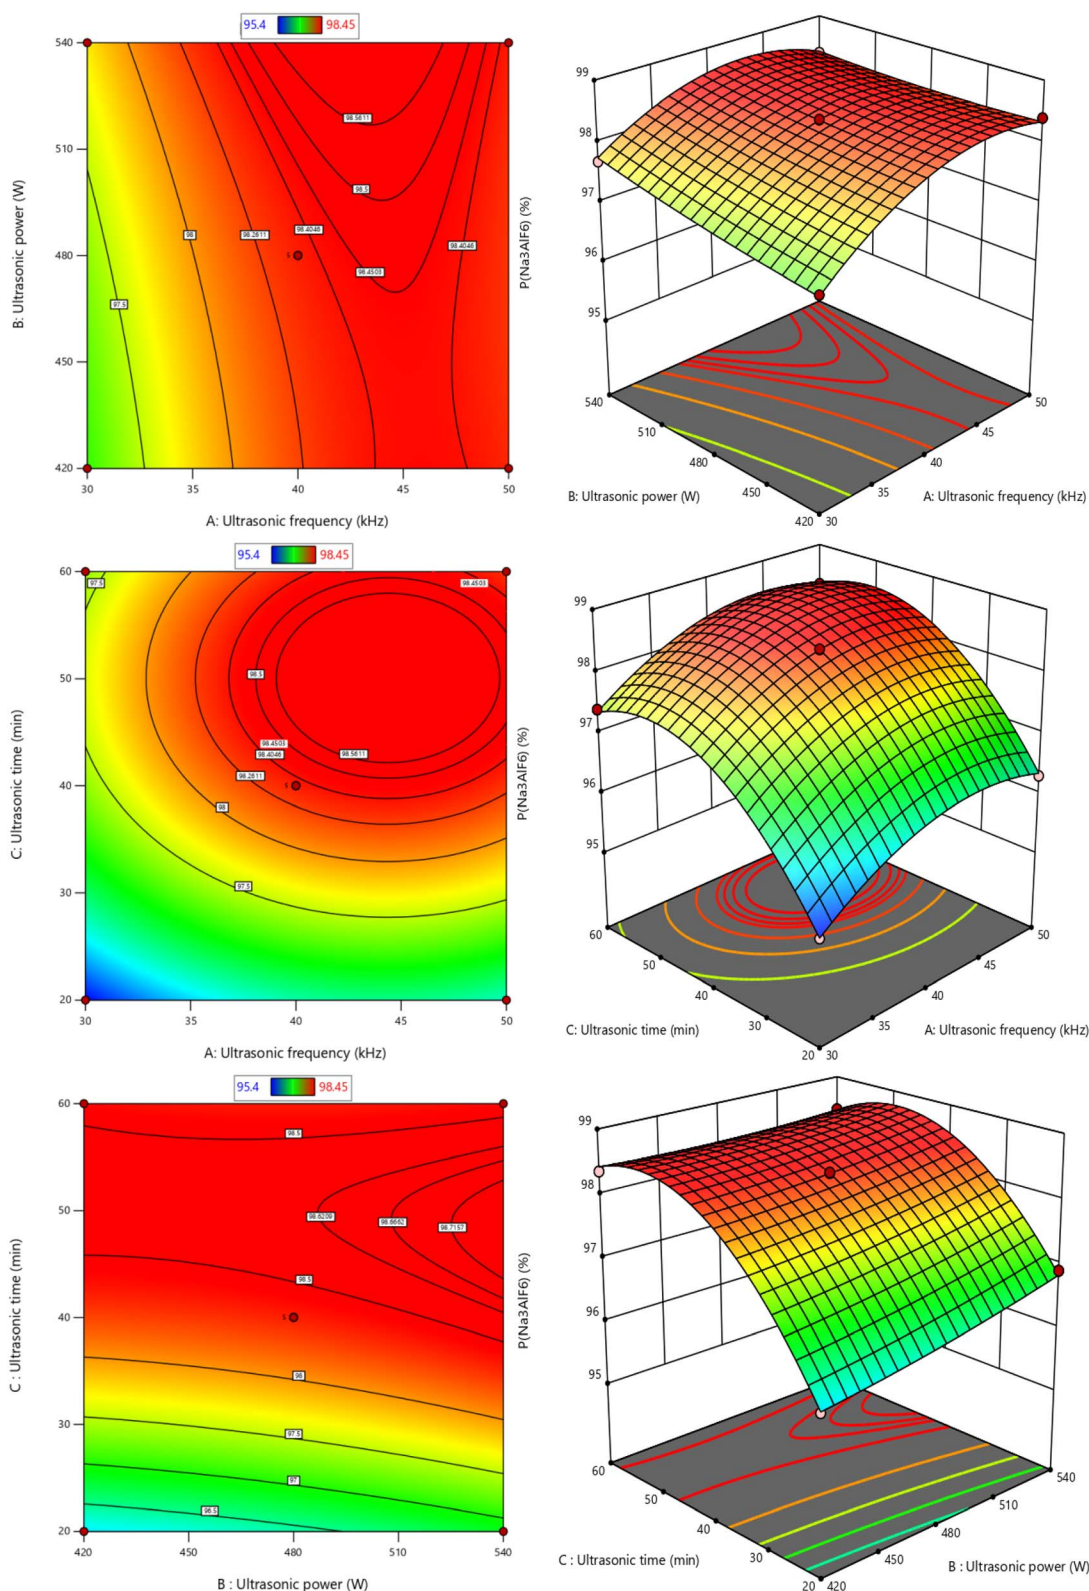 95.4 98.45
540
98.5611
510
98.5
98 98.2811 98.4046 98.4046
480 5
98.4503
97.5
450
420
30 35 40 45 50
A: Ultrasonic frequency (kHz)
B: Ultrasonic power (W)
99
98
97
96
95
P(Na3AlF6) (%)
540 510 480 450 420
30 35 40 45 50
B: Ultrasonic power (W) A: Ultrasonic frequency (kHz)
95.4 98.45
60
97.5 98.4503
50
98.5
98.4503
98.4046 98.5611
98.2811
40 5
98
97.5
30
20
30 35 40 45 50
A: Ultrasonic frequency (kHz)
C: Ultrasonic time (min)
99
98
97
96
95
P(Na3AlF6) (%)
60 50 40 30 20
30 35 40 45 50
C: Ultrasonic time (min) A: Ultrasonic frequency (kHz)
95.4 98.45
60
98.5
50
98.6209 98.6662 98.7157
98.5
40 5
98
30
97.5
97
96.5
20
420 450 480 510 540
B : Ultrasonic power (W)
C : Ultrasonic time (min)
99
98
97
96
95
P(Na3AlF6) (%)
60 50 40 30 20
420 450 480 510 540
C : Ultrasonic time (min) B : Ultrasonic power (W)